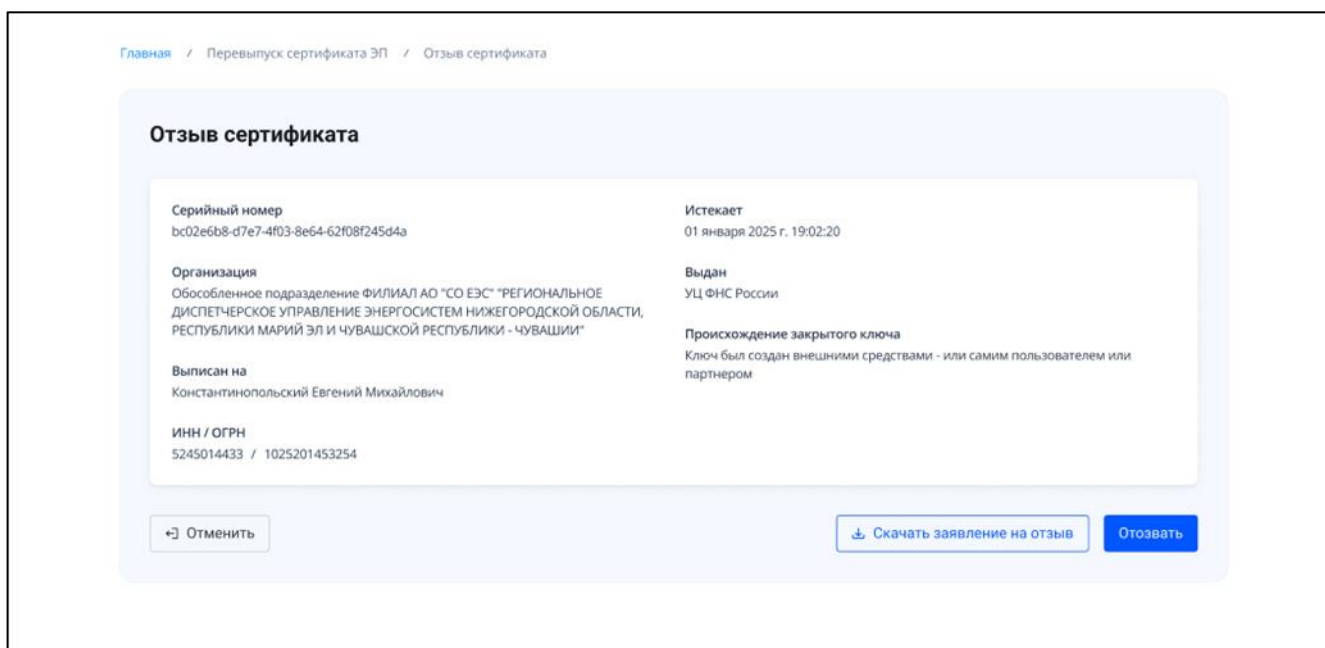 Главная / Перевыпуск сертификата ЭП / Отзыв сертификата
Отзыв сертификата
Серийный номер
bc02e6b8-d7e7-4f03-8e64-62f08f245d4a
Организация
Обособленное подразделение ФИЛИАЛ АО "СО ЕЭС" "РЕГИОНАЛЬНОЕ
ДИСПЕТЧЕРСКОЕ УПРАВЛЕНИЕ ЭНЕРГОСИСТЕМ НИЖЕГОРОДСКОЙ ОБЛАСТИ,
РЕСПУБЛИКИ МАРИЙ ЭЛ И ЧУВАШСКОЙ РЕСПУБЛИКИ - ЧУВАШИИ"
Выписан на
Константинопольский Евгений Михайлович
ИНН / ОГРН
5245014433 / 1025201453254
Истекает
01 января 2025 г. 19:02:20
Выдан
УЦ ФНС России
Происхождение закрытого ключа
Ключ был создан внешними средствами - или самим пользователем или
партнером
Отменить
Скачать заявление на отзыв
Отозвать